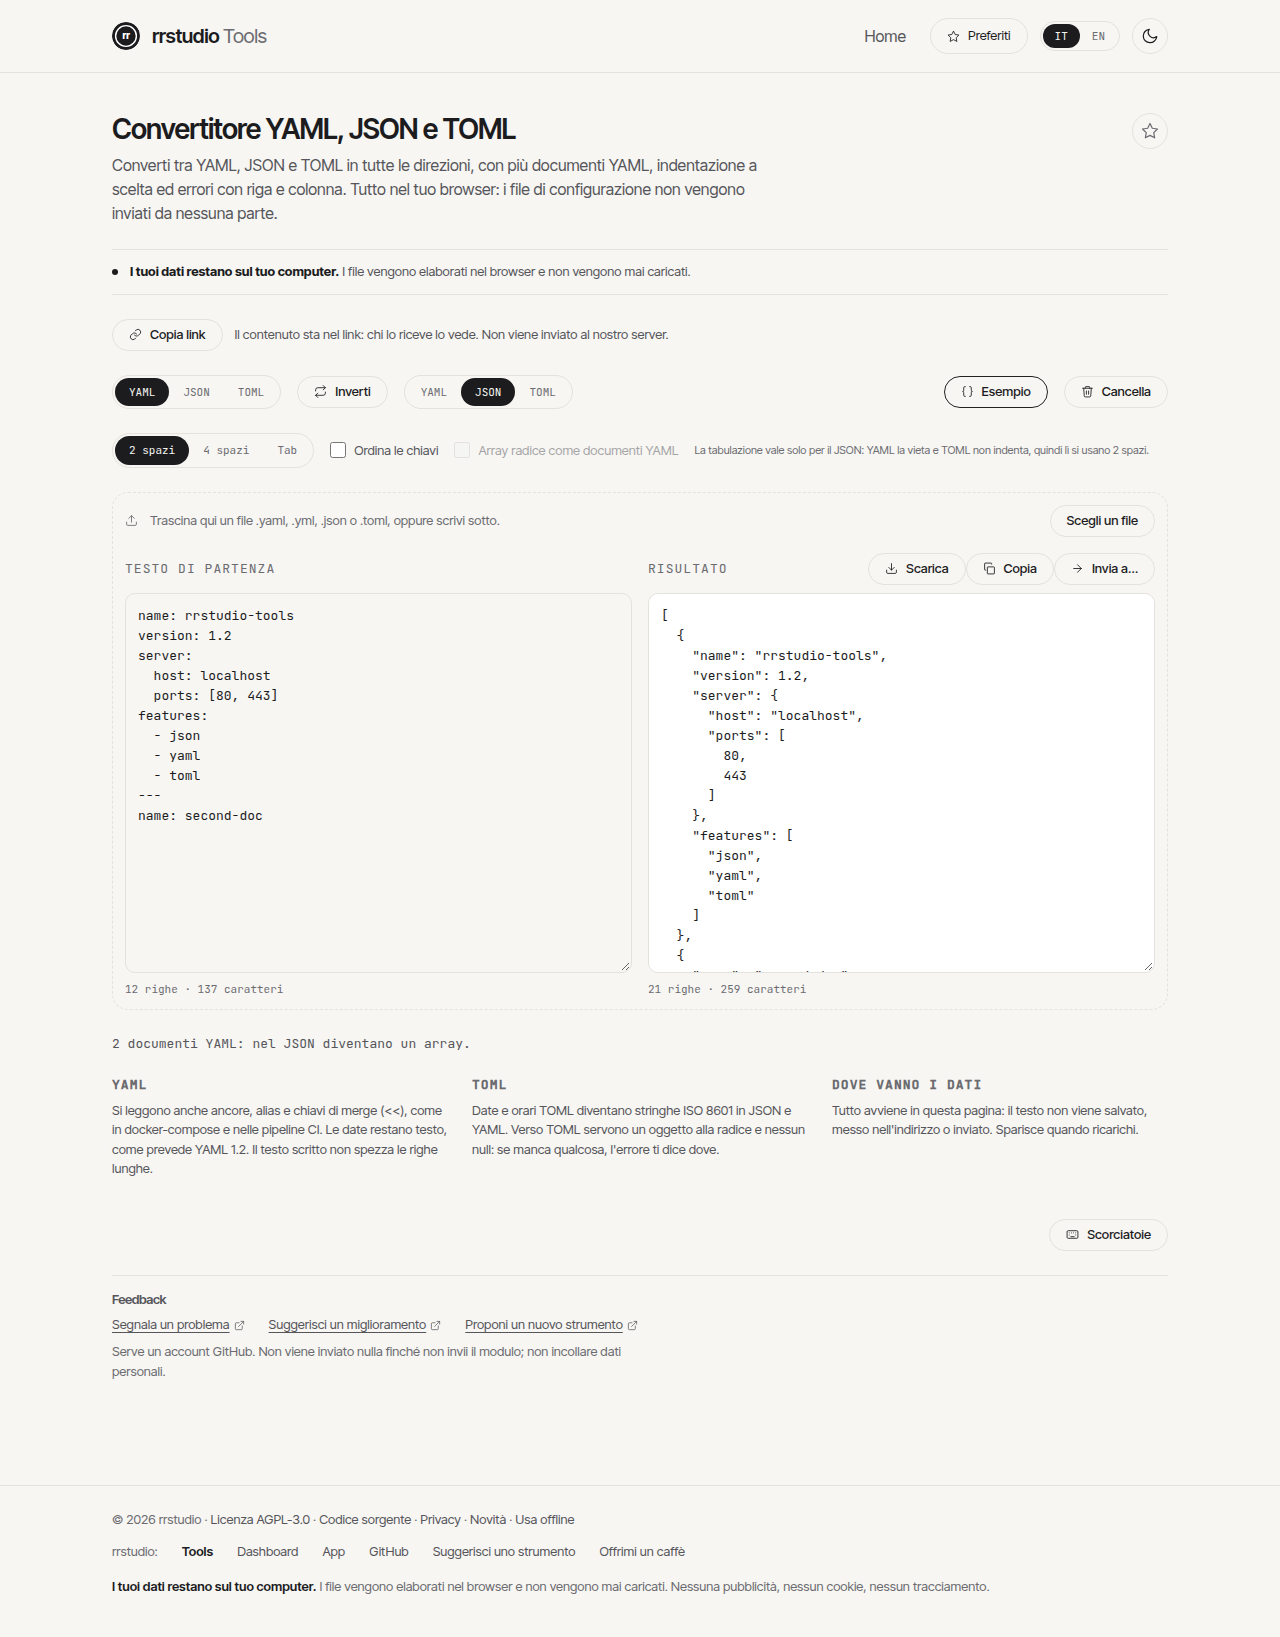 rr rrstudio Tools
Home
Preferiti
IT EN
Convertitore YAML, JSON e TOML
Converti tra YAML, JSON e TOML in tutte le direzioni, con più documenti YAML, indentazione a
scelta ed errori con riga e colonna. Tutto nel tuo browser: i file di configurazione non vengono
inviati da nessuna parte.
I tuoi dati restano sul tuo computer. I file vengono elaborati nel browser e non vengono mai caricati.
Copia link
Il contenuto sta nel link: chi lo riceve lo vede. Non viene inviato al nostro server.
YAML JSON TOML
Inverti
YAML JSON TOML
Esempio
Cancella
2 spazi 4 spazi Tab
Ordina le chiavi
Array radice come documenti YAML
La tabulazione vale solo per il JSON: YAML la vieta e TOML non indenta, quindi lì si usano 2 spazi.
Trascina qui un file .yaml, .yml, .json o .toml, oppure scrivi sotto.
Scegli un file
TESTO DI PARTENZA
name: rrstudio-tools
version: 1.2
server:
  host: localhost
  ports: [80, 443]
features:
  - json
  - yaml
  - toml
---
name: second-doc
12 righe · 137 caratteri
RISULTATO
Scarica
Copia
Invia a...
[
  {
    "name": "rrstudio-tools",
    "version": 1.2,
    "server": {
      "host": "localhost",
      "ports": [
        80,
        443
      ]
    },
    "features": [
      "json",
      "yaml",
      "toml"
    ]
  },
  {
21 righe · 259 caratteri
2 documenti YAML: nel JSON diventano un array.
YAML
Si leggono anche ancore, alias e chiavi di merge (<<), come
in docker-compose e nelle pipeline CI. Le date restano testo,
come prevede YAML 1.2. Il testo scritto non spezza le righe
lunghe.
TOML
Date e orari TOML diventano stringhe ISO 8601 in JSON e
YAML. Verso TOML servono un oggetto alla radice e nessun
null: se manca qualcosa, l'errore ti dice dove.
DOVE VANNO I DATI
Tutto avviene in questa pagina: il testo non viene salvato,
messo nell'indirizzo o inviato. Sparisce quando ricarichi.
Scorciatoie
Feedback
Segnala un problema
Suggerisci un miglioramento
Proponi un nuovo strumento
Serve un account GitHub. Non viene inviato nulla finché non invii il modulo; non incollare dati
personali.
© 2026 rrstudio · Licenza AGPL-3.0 · Codice sorgente · Privacy · Novità · Usa offline
rrstudio: Tools Dashboard App GitHub Suggerisci uno strumento Offrimi un caffè
I tuoi dati restano sul tuo computer. I file vengono elaborati nel browser e non vengono mai caricati. Nessuna pubblicità, nessun cookie, nessun tracciamento.